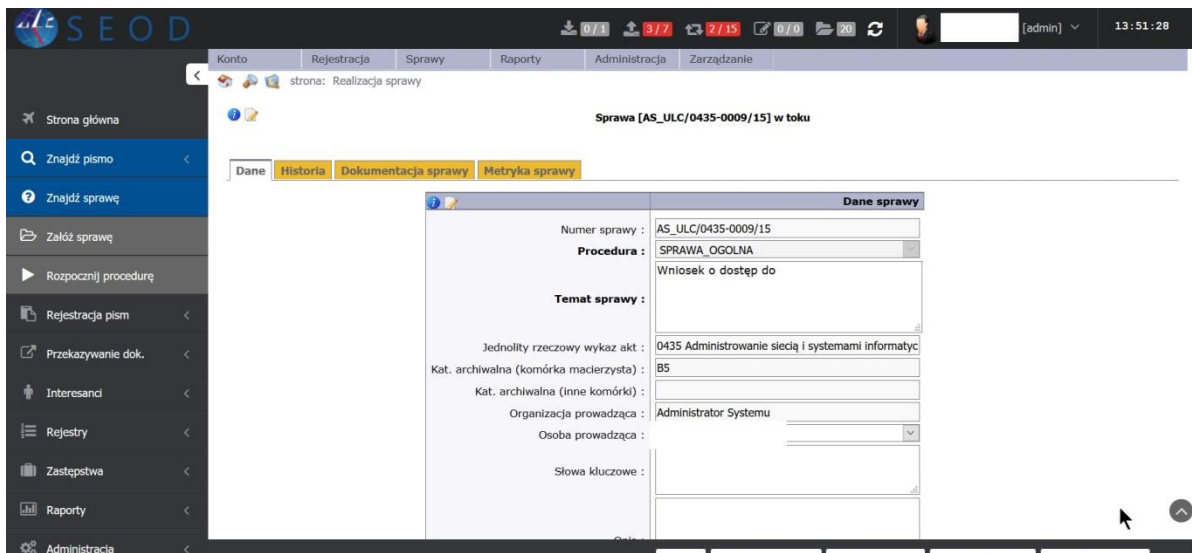 ulc SEOD
0/1 3/7 2/15 0/0 20 [admin] 13:51:28
Konto Rejestracja Sprawy Raporty Administracja Zarządzanie
strona: Realizacja sprawy
Strona główna
Znajdź pismo
Znajdź sprawę
Załóż sprawę
Rozpocznij procedurę
Rejestracja pism
Przekazywanie dok.
Interesanci
Rejestry
Zastępstwa
Raporty
Administracja
Sprawa [AS_ULC/0435-0009/15] w toku
Dane Historia Dokumentacja sprawy Metryka sprawy
Dane sprawy
Numer sprawy : AS_ULC/0435-0009/15
Procedura : SPRAWA_OGOLNA
Temat sprawy : Wniosek o dostęp do
Jednolity rzeczowy wykaz akt : 0435 Administrowanie siecią i systemami informatyc
Kat. archiwalna (komórka macierzysta) : B5
Kat. archiwalna (inne komórki) :
Organizacja prowadząca : Administrator Systemu
Osoba prowadząca :
Słowa kluczowe :